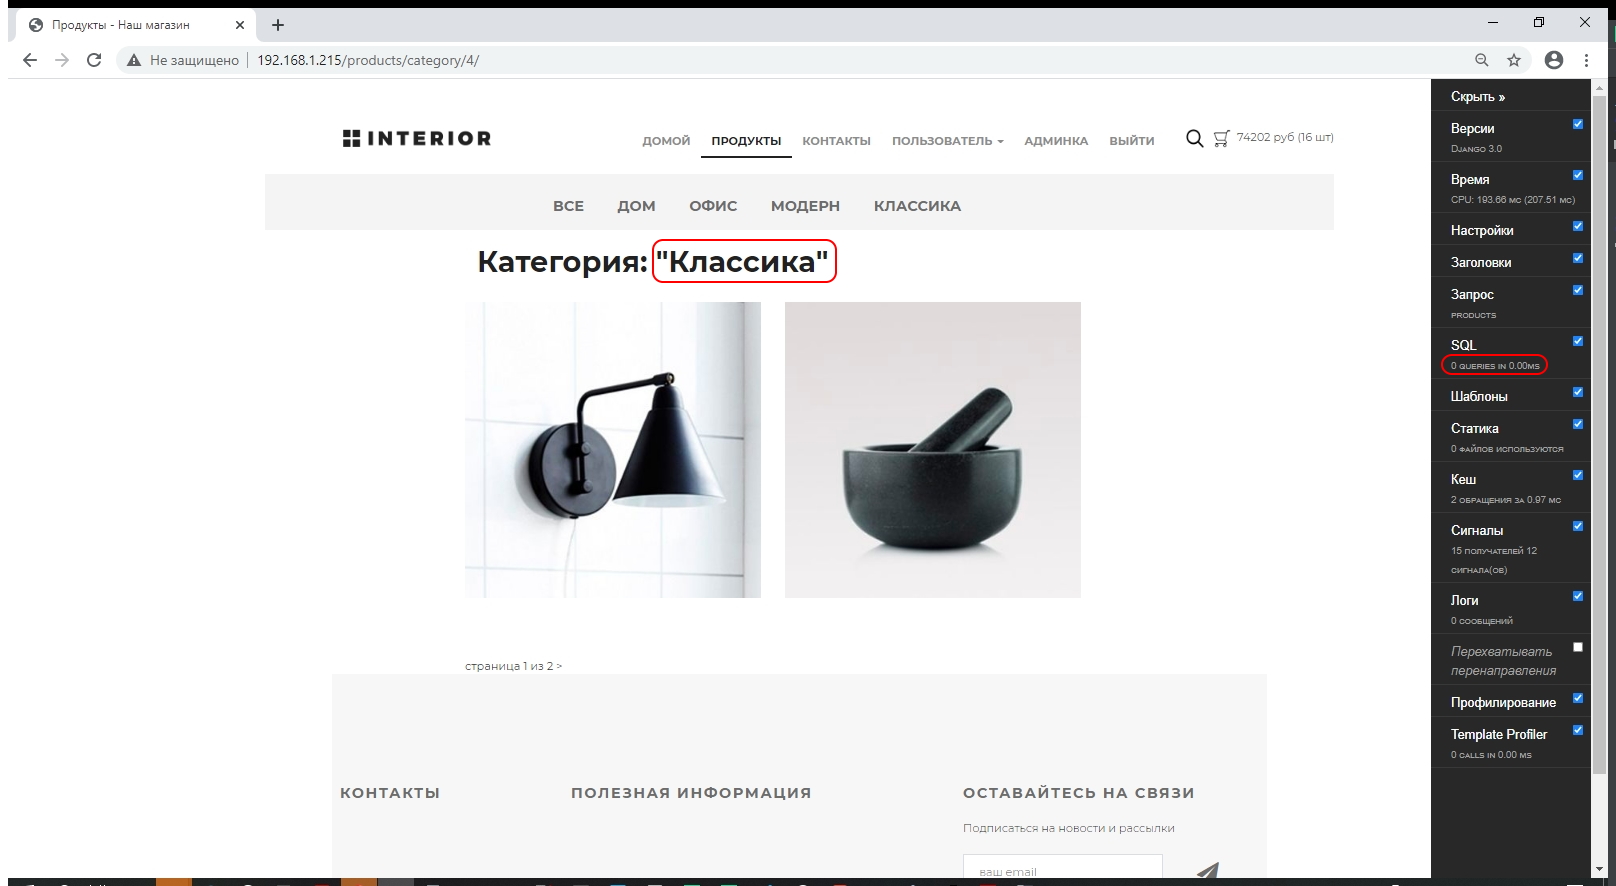 Продукты - Наш магазин
Не защищено
192.168.1.215/products/category/4/
INTERIOR
ДОМОЙ ПРОДУКТЫ КОНТАКТЫ ПОЛЬЗОВАТЕЛЬ АДМИНКА ВЫЙТИ
74202 руб (16 шт)
ВСЕ ДОМ ОФИС МОДЕРН КЛАССИКА
Категория: "Классика"
страница 1 из 2 >
КОНТАКТЫ
ПОЛЕЗНАЯ ИНФОРМАЦИЯ
ОСТАВАЙТЕСЬ НА СВЯЗИ
Подписаться на новости и рассылки
ваш email
Скрыть »
Версии
Django 3.0
Время
CPU: 193.66 мс (207.51 мс)
Настройки
Заголовки
Запрос
products
SQL
0 queries in 0.00ms
Шаблоны
Статика
0 файлов используются
Кеш
2 обращения за 0.97 мс
Сигналы
15 получателей 12
сигнала(ов)
Логи
0 сообщений
Перехватывать
перенаправления
Профилирование
Template Profiler
0 calls in 0.00 ms